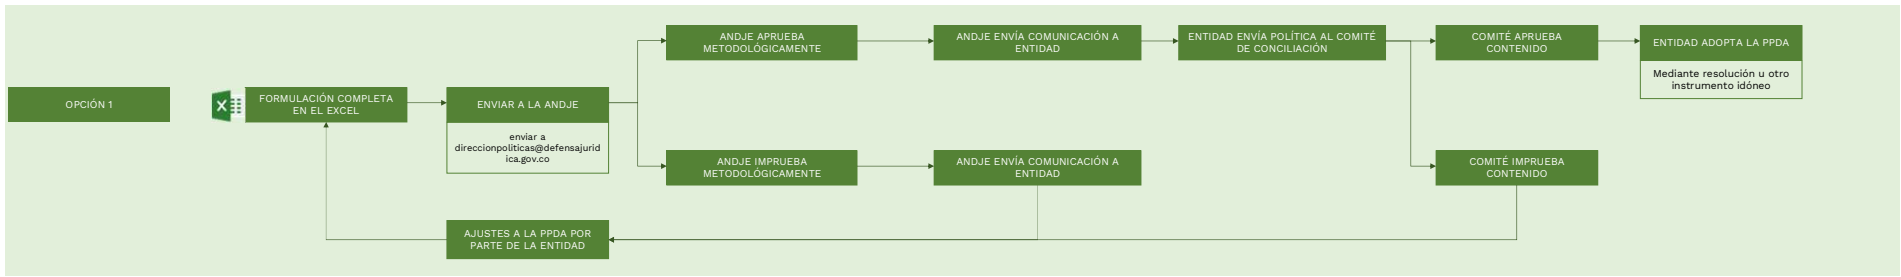 OPCIÓN 1
FORMULACIÓN COMPLETA
EN EL EXCEL
ENVIAR A LA ANDJE
enviar a
direccionpoliticas@defensajurid
ica.gov.co
ANDJE APRUEBA
METODOLÓGICAMENTE
ANDJE ENVÍA COMUNICACIÓN A
ENTIDAD
ENTIDAD ENVÍA POLÍTICA AL COMITÉ
DE CONCILIACIÓN
COMITÉ APRUEBA
CONTENIDO
ENTIDAD ADOPTA LA PPDA
Mediante resolución u otro
instrumento idóneo
ANDJE IMPRUEBA
METODOLÓGICAMENTE
ANDJE ENVÍA COMUNICACIÓN A
ENTIDAD
COMITÉ IMPRUEBA
CONTENIDO
AJUSTES A LA PPDA POR
PARTE DE LA ENTIDAD